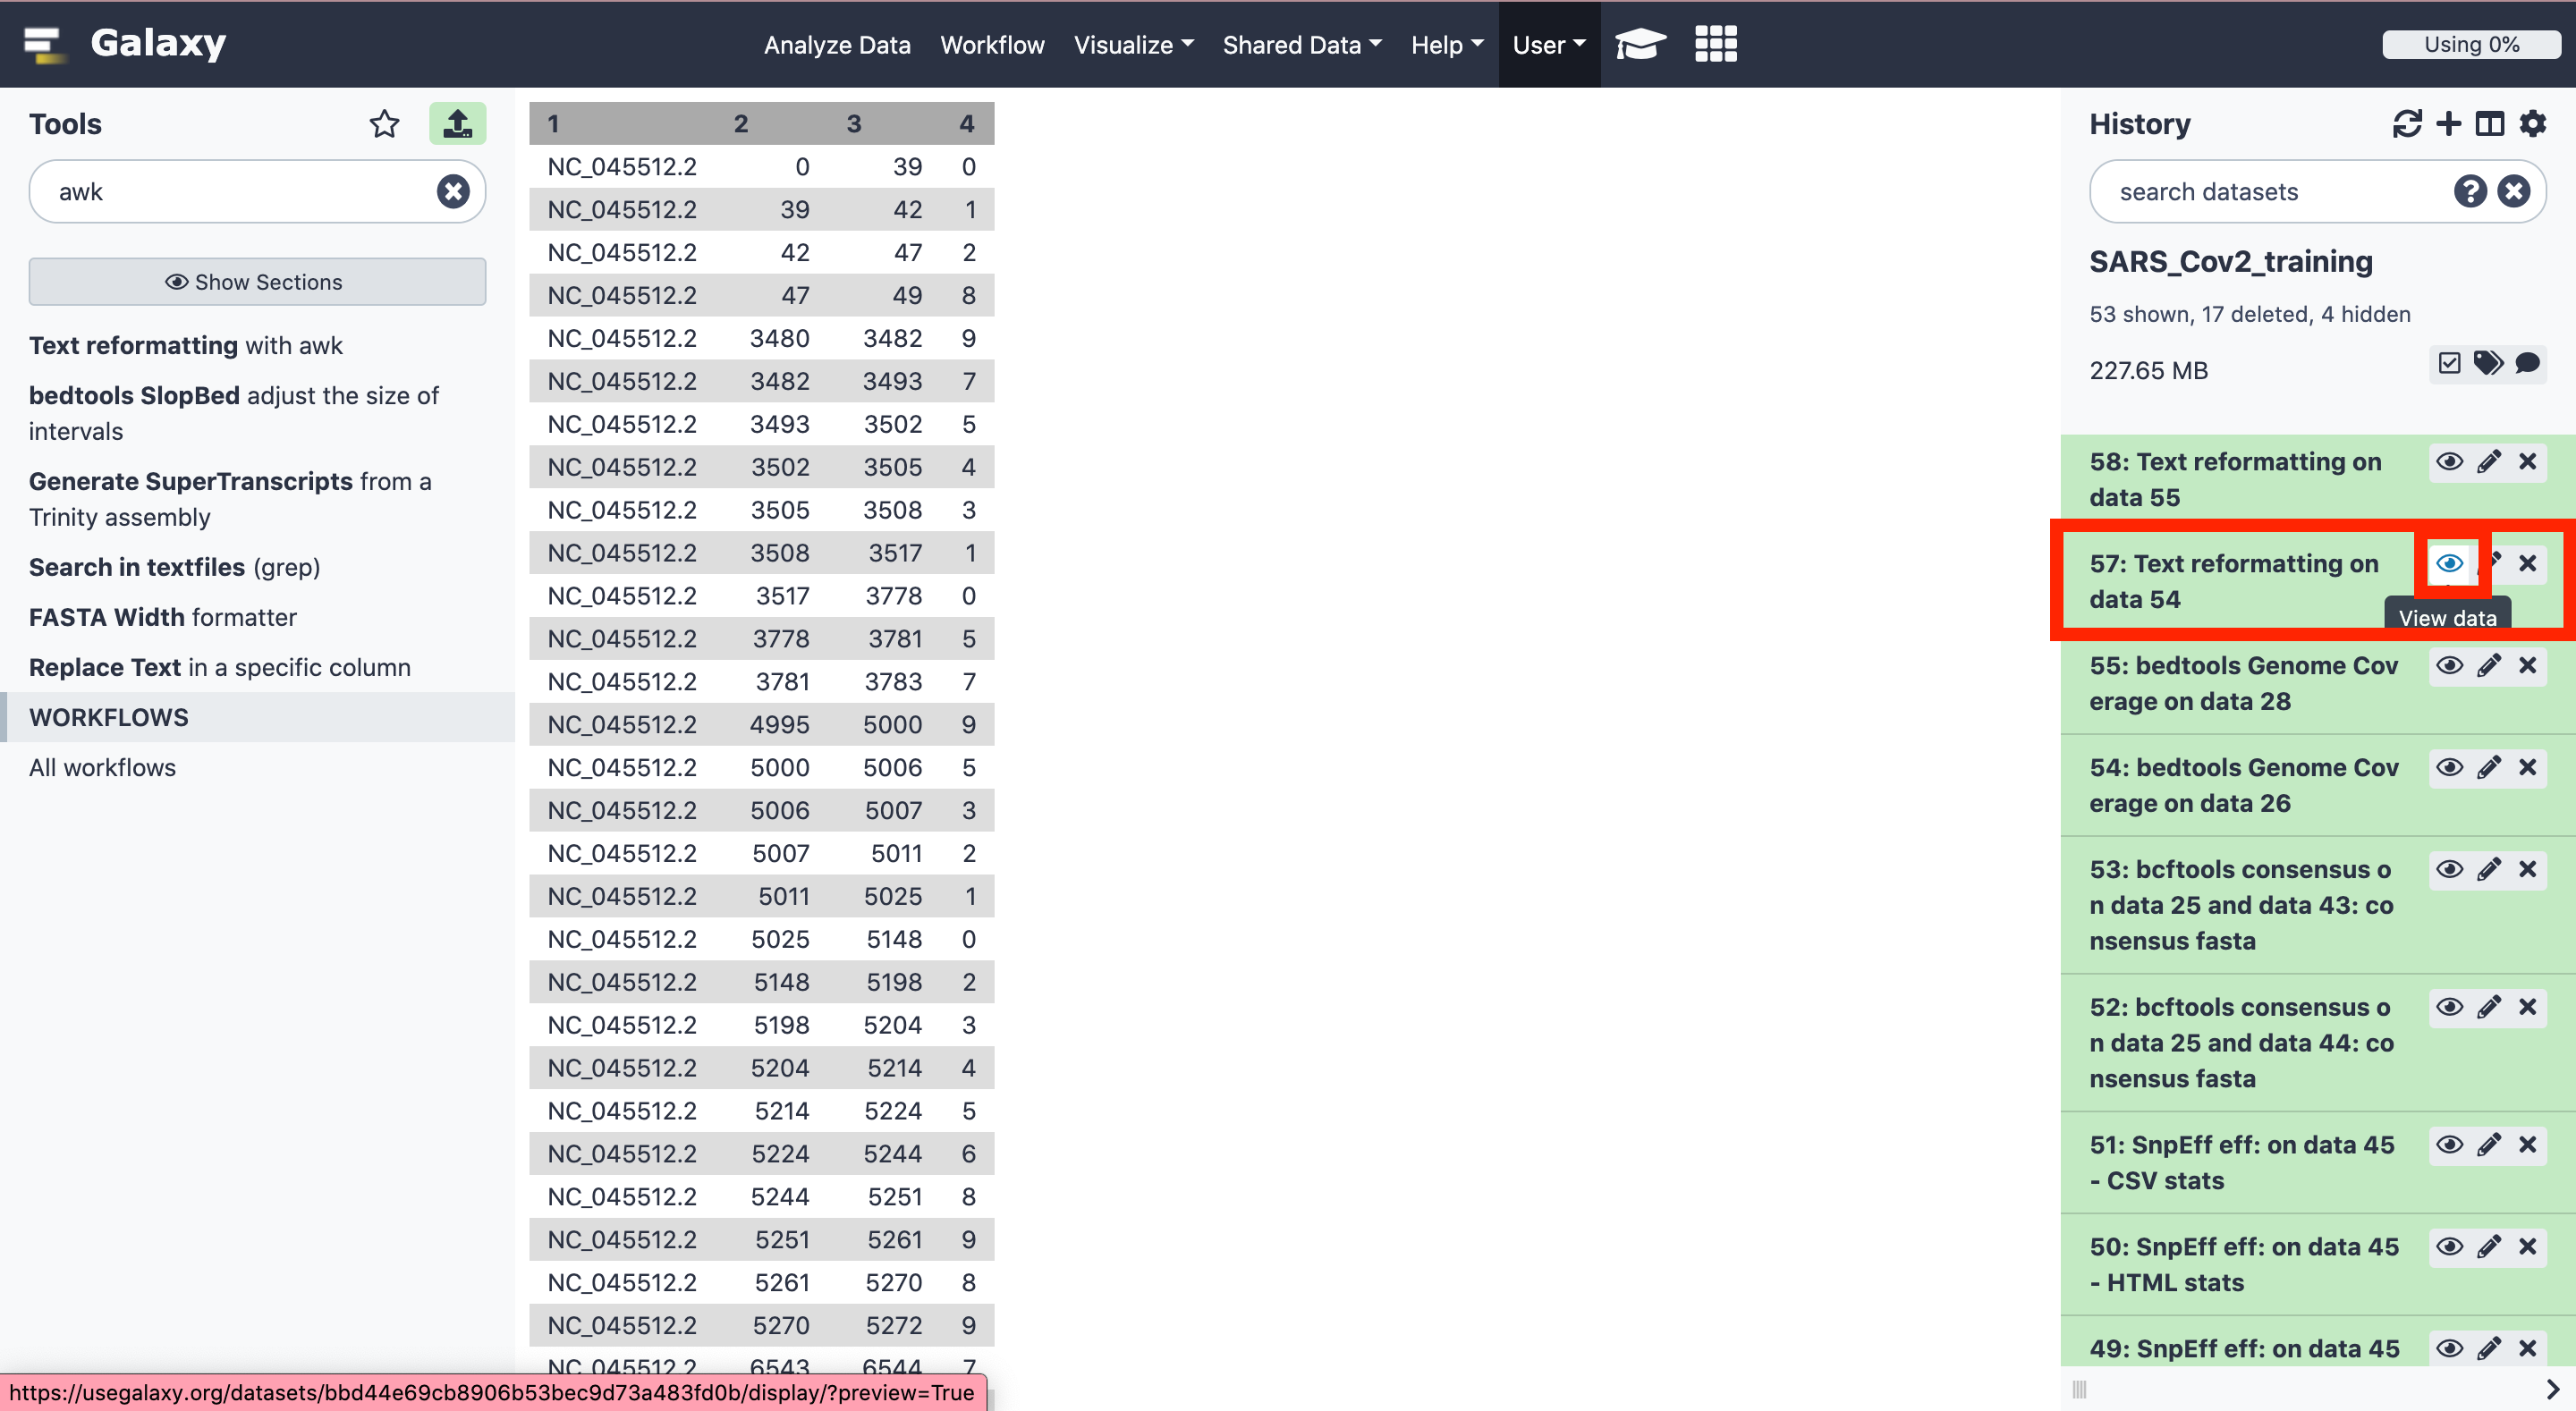 Galaxy
Analyze Data Workflow Visualize Shared Data Help User
Using 0%
Tools
awk
Show Sections
Text reformatting with awk
bedtools SlopBed adjust the size of
intervals
Generate SuperTranscripts from a
Trinity assembly
Search in textfiles (grep)
FASTA Width formatter
Replace Text in a specific column
WORKFLOWS
All workflows
1 2 3 4
NC_045512.2 0 39 0
NC_045512.2 39 42 1
NC_045512.2 42 47 2
NC_045512.2 47 49 8
NC_045512.2 3480 3482 9
NC_045512.2 3482 3493 7
NC_045512.2 3493 3502 5
NC_045512.2 3502 3505 4
NC_045512.2 3505 3508 3
NC_045512.2 3508 3517 1
NC_045512.2 3517 3778 0
NC_045512.2 3778 3781 5
NC_045512.2 3781 3783 7
NC_045512.2 4995 5000 9
NC_045512.2 5000 5006 5
NC_045512.2 5006 5007 3
NC_045512.2 5007 5011 2
NC_045512.2 5011 5025 1
NC_045512.2 5025 5148 0
NC_045512.2 5148 5198 2
NC_045512.2 5198 5204 3
NC_045512.2 5204 5214 4
NC_045512.2 5214 5224 5
NC_045512.2 5224 5244 6
NC_045512.2 5244 5251 8
NC_045512.2 5251 5261 9
NC_045512.2 5261 5270 8
NC_045512.2 5270 5272 9
NC_045512.2 6543 6544 7
https://usegalaxy.org/datasets/bbd44e69cb8906b53bec9d73a483fd0b/display/?preview=True
History
search datasets
SARS_Cov2_training
53 shown, 17 deleted, 4 hidden
227.65 MB
58: Text reformatting on
data 55
57: Text reformatting on
data 54
View data
55: bedtools Genome Cov
erage on data 28
54: bedtools Genome Cov
erage on data 26
53: bcftools consensus o
n data 25 and data 43: co
nsensus fasta
52: bcftools consensus o
n data 25 and data 44: co
nsensus fasta
51: SnpEff eff: on data 45
- CSV stats
50: SnpEff eff: on data 45
- HTML stats
49: SnpEff eff: on data 45